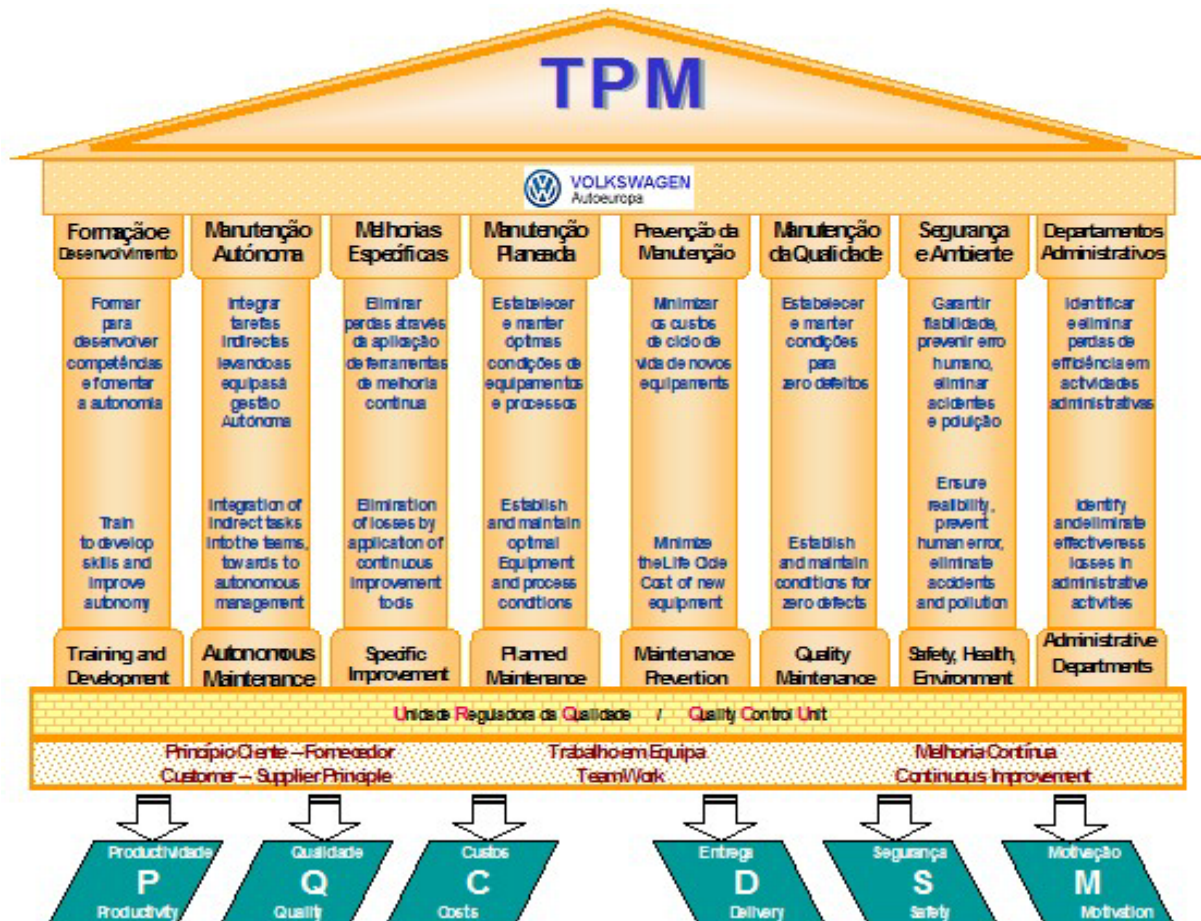 TPM
VOLKSWAGEN
Autoeuropa
Formação e
Desenvolvimento
Manutenção
Autónoma
Melhorias
Específicas
Manutenção
Planeada
Prevenção da
Manutenção
Manutenção
da Qualidade
Segurança
e Ambiente
Departamentos
Administrativos
Formar
para
desenvolver
competências
e fomentar
a autonomia
Integrar
tarefas
indirectas
levando as
equipas à
gestão
Autónoma
Eliminar
perdas através
da aplicação
de ferramentas
de melhoria
contínua
Estabelecer
e manter
optimas
condições de
equipamentos
e processos
Minimizar
os custos
de ciclo de
vida de novos
equipaments
Estabelecer
e manter
condições
para
zero defeitos
Garantir
fiabilidade,
prevenir erro
humano,
eliminar
acidentes
e poluição
Identificar
e eliminar
perdas de
efficiência em
actividades
administrativas
Train
to develop
skills and
improve
autonomy
Integration of
indirect tasks
into the teams,
towards to
autonomous
management
Elimination
of losses by
application of
continuous
improvement
tools
Establish
and maintain
optimal
Equipment
and process
conditions
Minimize
the Life Cicle
Cost of new
equipment
Establish
and maintain
conditions for
zero defects
Ensure
realibility,
prevent
human error,
eliminate
accidents
and pollution
Identify
and eliminate
effectiveness
losses in
administrative
activities
Training and
Development
Autonomous
Maintenance
Specific
Improvement
Planned
Maintenance
Maintenance
Prevention
Quality
Maintenance
Safety, Health,
Environment
Administrative
Departments
Unidade Reguladora da Qualidade / Quality Control Unit
Princípio Cliente – Fornecedor
Customer – Supplier Principle
Trabalho em Equipa
Team Work
Melhoria Contínua
Continuous Improvement
Productividade
P
Productivity
Qualidade
Q
Quality
Custos
C
Costs
Entrega
D
Delivery
Segurança
S
Safety
Motivação
M
Motivation